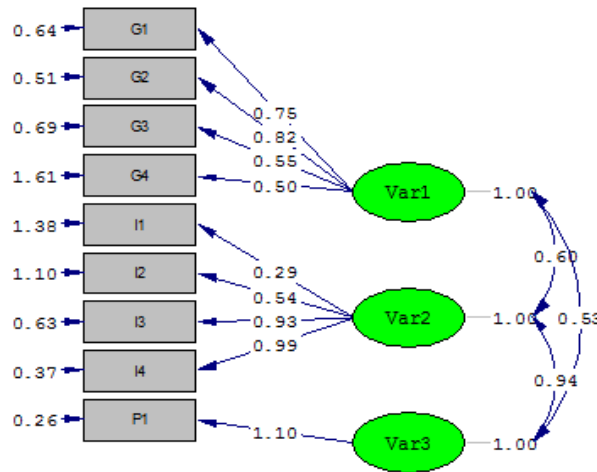 0.64 G1
0.51 G2
0.75
0.69 G3
0.82
0.55
1.61 G4
0.50
Var1 1.00
1.38 I1
0.60
1.10 I2
0.29
0.54
0.63 I3
0.93
Var2 1.00 0.53
0.99
0.37 I4
0.94
0.26 P1
1.10
Var3 1.00